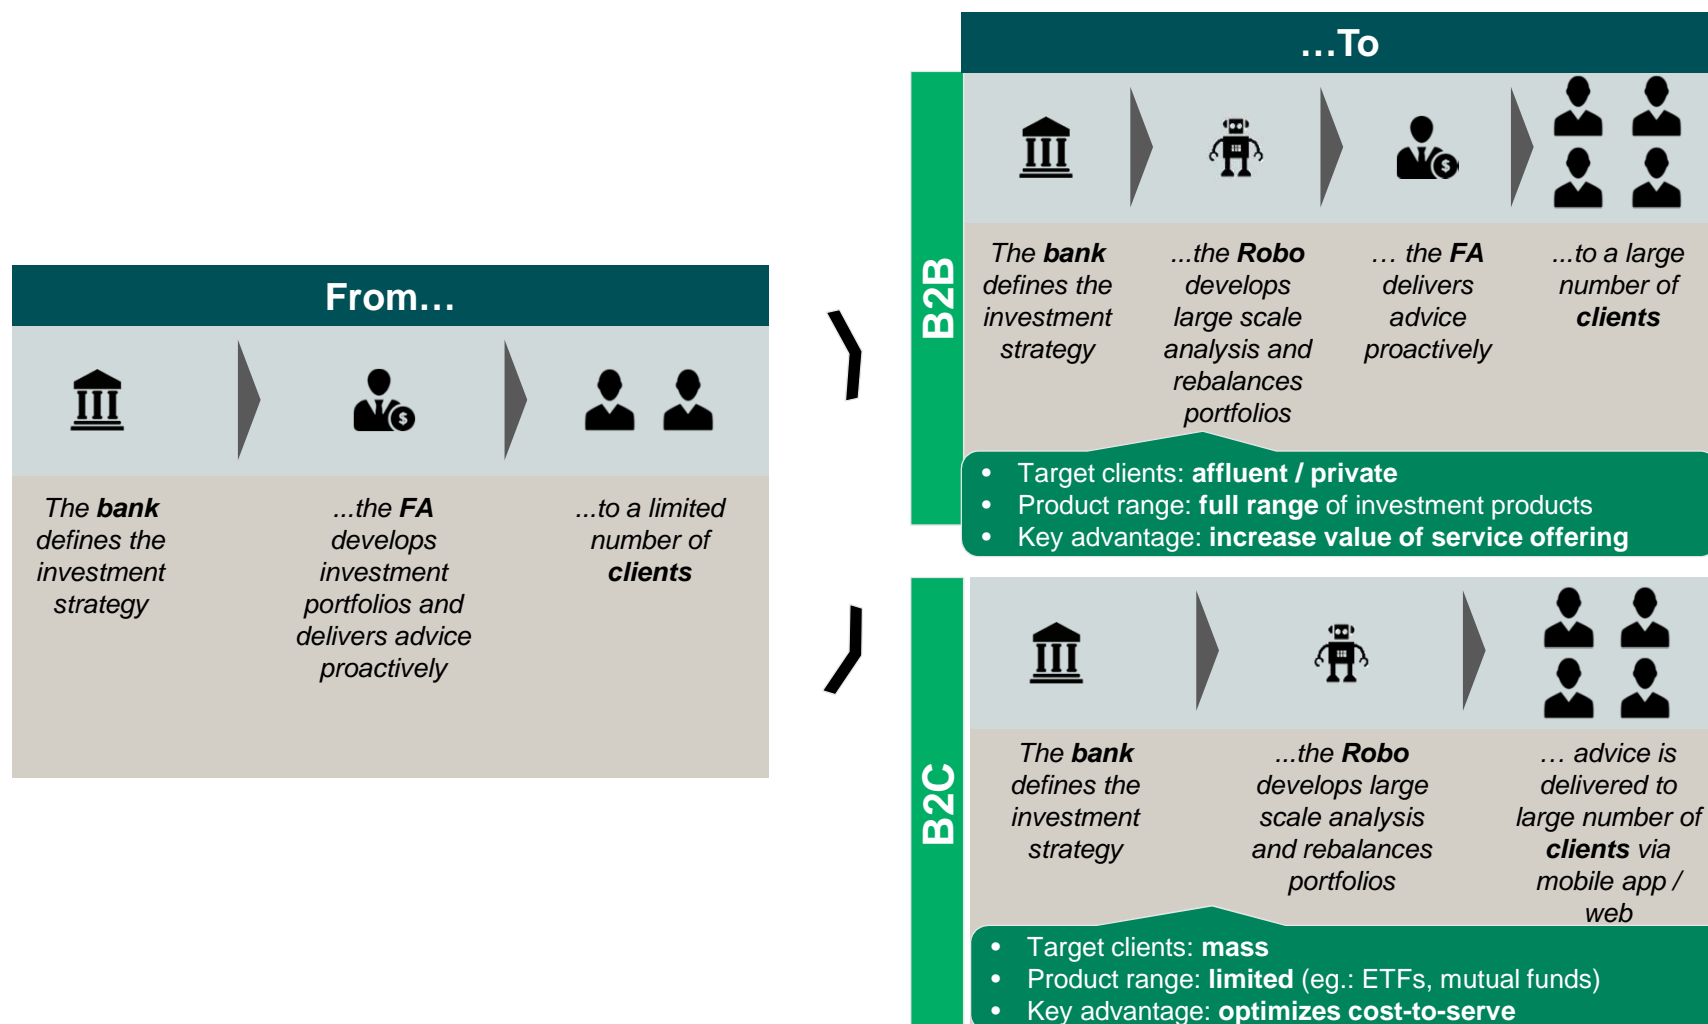 From…
The bank
defines the
investment
strategy
...the FA
develops
investment
portfolios and
delivers advice
proactively
...to a limited
number of
clients
…To
B2B
The bank
defines the
investment
strategy
...the Robo
develops
large scale
analysis and
rebalances
portfolios
… the FA
delivers
advice
proactively
...to a large
number of
clients
• Target clients: affluent / private
• Product range: full range of investment products
• Key advantage: increase value of service offering
B2C
The bank
defines the
investment
strategy
...the Robo
develops large
scale analysis
and rebalances
portfolios
… advice is
delivered to
large number of
clients via
mobile app /
web
• Target clients: mass
• Product range: limited (eg.: ETFs, mutual funds)
• Key advantage: optimizes cost-to-serve